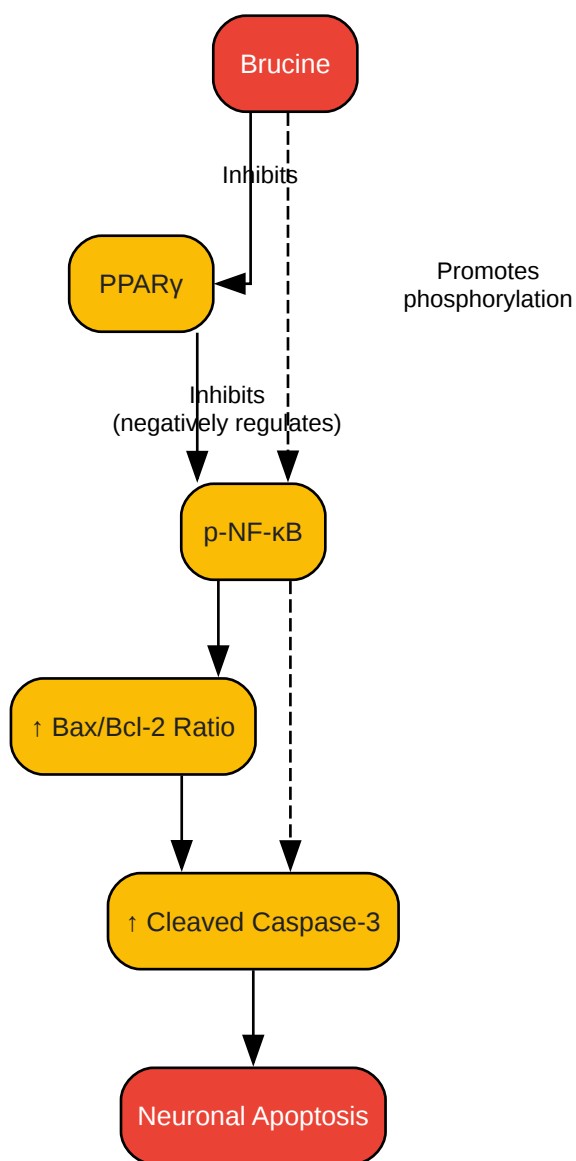 Brucine
Inhibits
PPARγ
Promotes
phosphorylation
Inhibits
(negatively regulates)
p-NF-κB
↑ Bax/Bcl-2 Ratio
↑ Cleaved Caspase-3
Neuronal Apoptosis